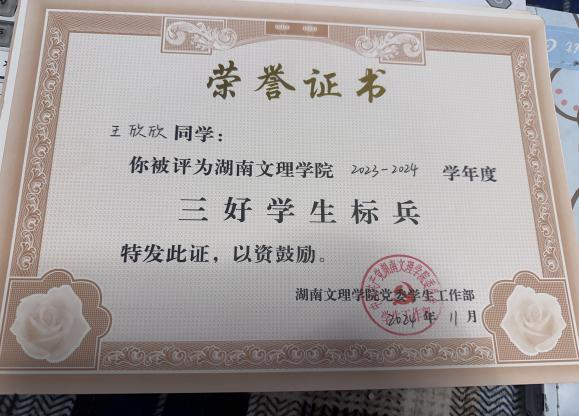 荣誉证书
王欣欣同学：
你被评为湖南文理学院 2023-2024 学年度
三好学生标兵
特发此证，以资鼓励。
湖南文理学院党委学生工作部
2024年11月